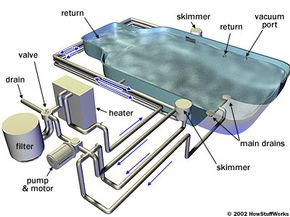 return
skimmer
return
vacuum
port
valve
drain
heater
main drains
filter
skimmer
pump
& motor
© 2002 HowStuffWorks